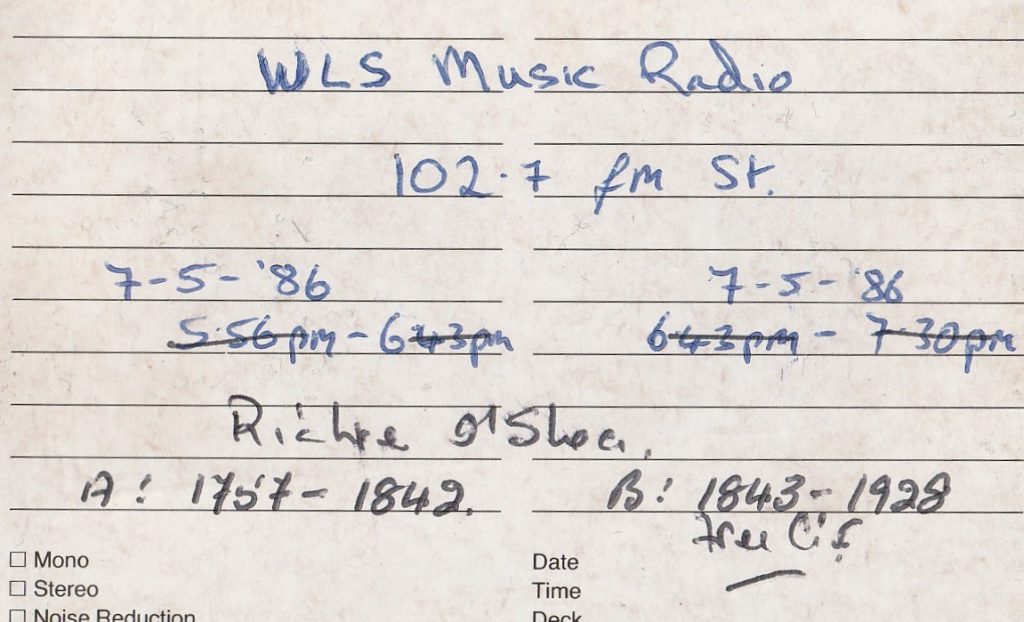 WLS Music Radio
102.7 fm St.
7-5-'86 7-5-'86
5.56pm - 6 43pm 6 43pm - 7.30pm
Richie O'Shea.
A: 1757 - 1842. B: 1843 - 1928
free C's
Mono Date
Stereo Time
Noise Reduction Deck